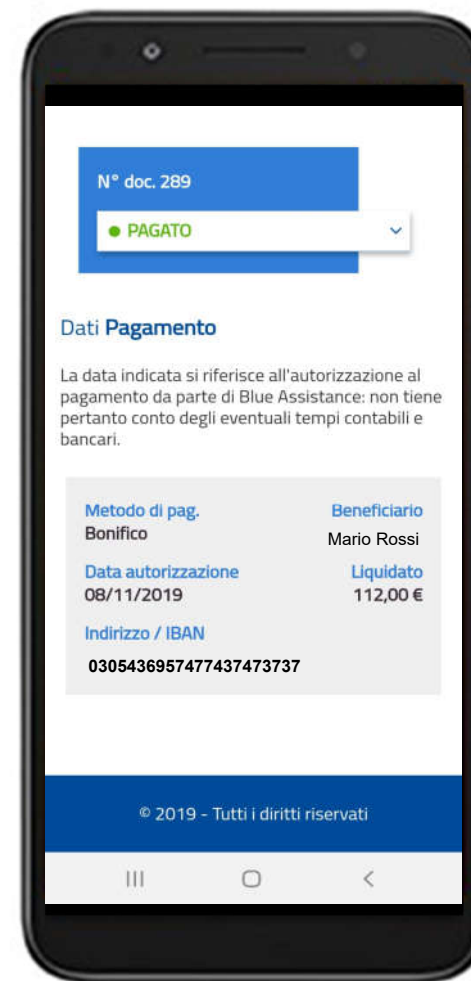 N° doc. 289
PAGATO
Dati Pagamento
La data indicata si riferisce all'autorizzazione al
pagamento da parte di Blue Assistance: non tiene
pertanto conto degli eventuali tempi contabili e
bancari.
Metodo di pag. Beneficiario
Bonifico Mario Rossi
Data autorizzazione Liquidato
08/11/2019 112,00 €
Indirizzo / IBAN
0305436957477437473737
© 2019 - Tutti i diritti riservati